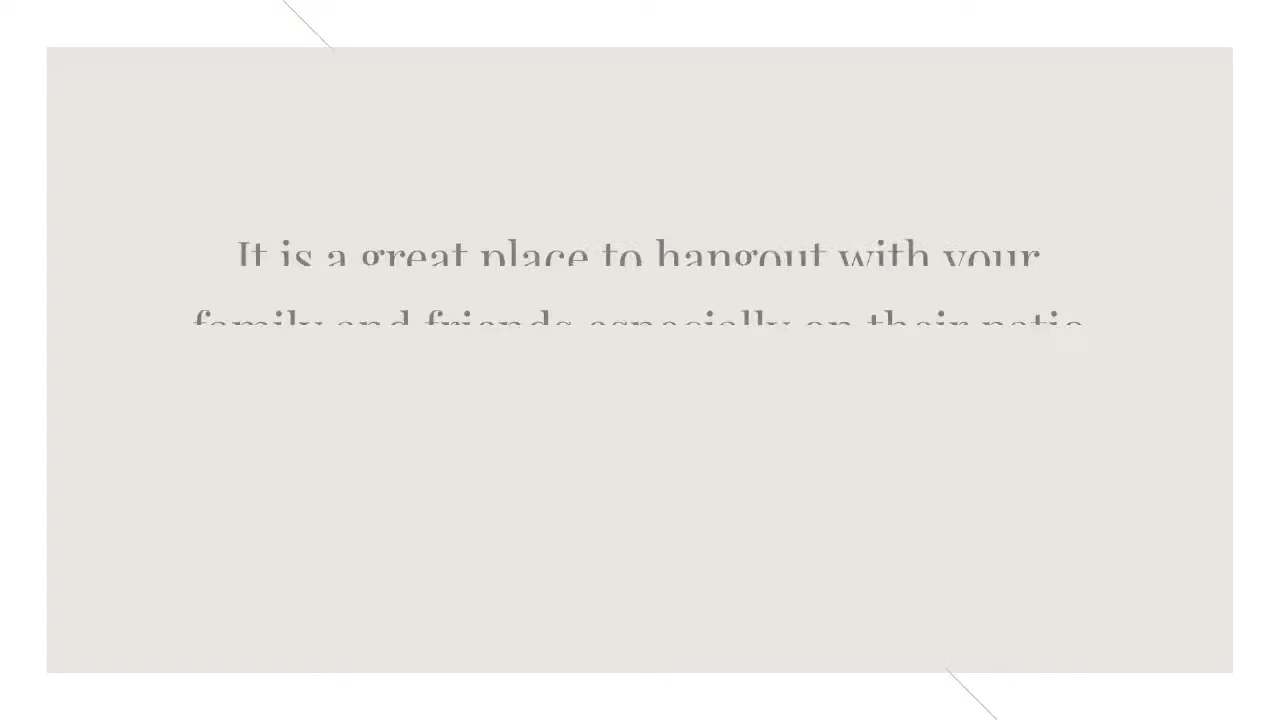 It is a great place to hangout with your
family and friends especially on their patio